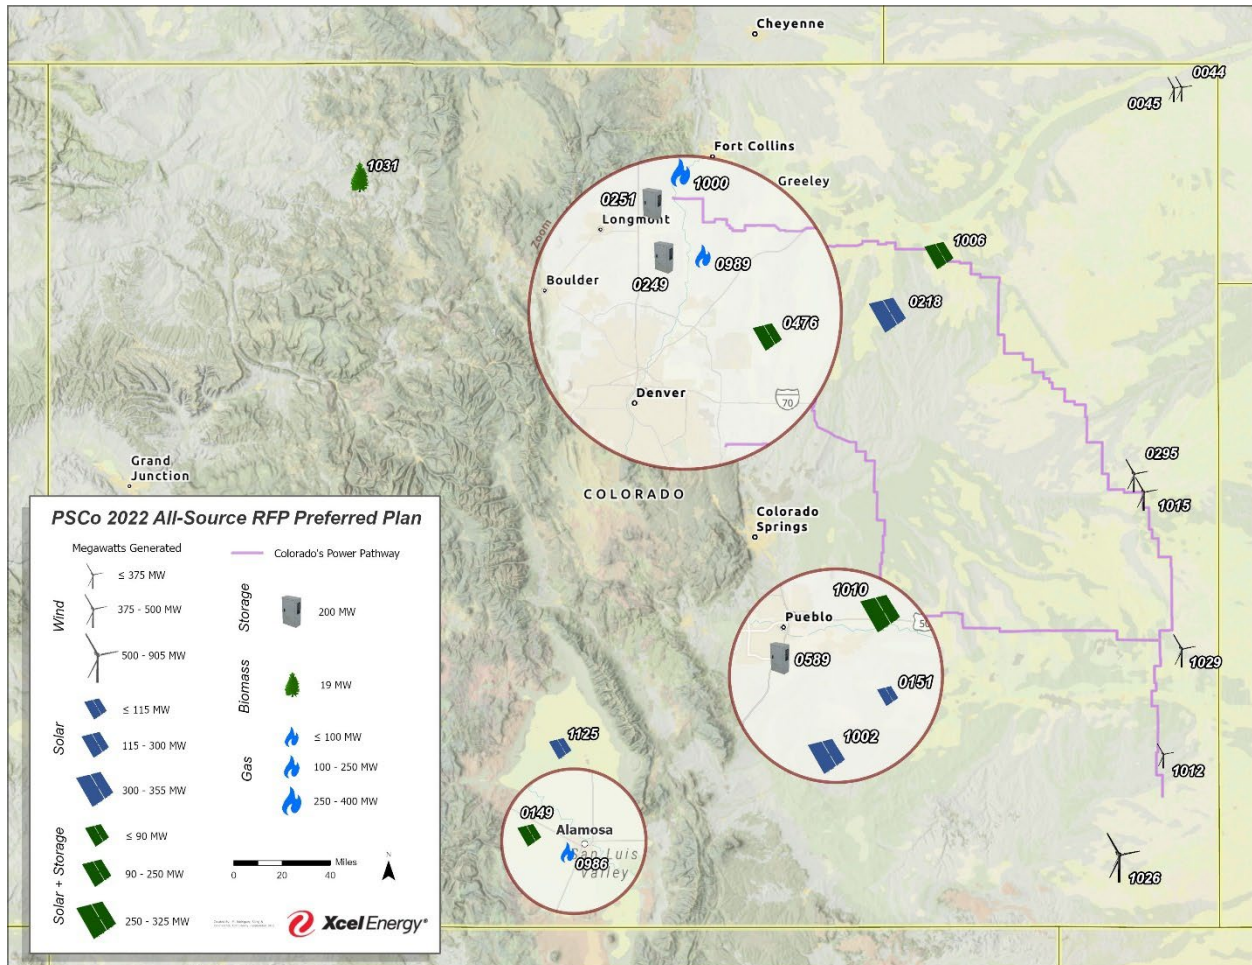 Cheyenne
0044
0045
Fort Collins
1031
1000
Greeley
0251
Longmont
Zoom
1006
0989
Boulder
0249
0218
0476
Denver
70
Grand
Junction
0295
COLORADO
1015
Colorado
Springs
1010
Pueblo
50
0589
1029
0151
1125
1002
1012
0149
Alamosa
0986
San Luis
Valley
1026
PSCo 2022 All-Source RFP Preferred Plan
Megawatts Generated
Wind
≤ 375 MW
375 - 500 MW
500 - 905 MW
Solar
≤ 115 MW
115 - 300 MW
300 - 355 MW
Solar + Storage
≤ 90 MW
90 - 250 MW
250 - 325 MW
Colorado's Power Pathway
Storage
200 MW
Biomass
19 MW
Gas
≤ 100 MW
100 - 250 MW
250 - 400 MW
Miles
0 20 40
N
Xcel Energy®